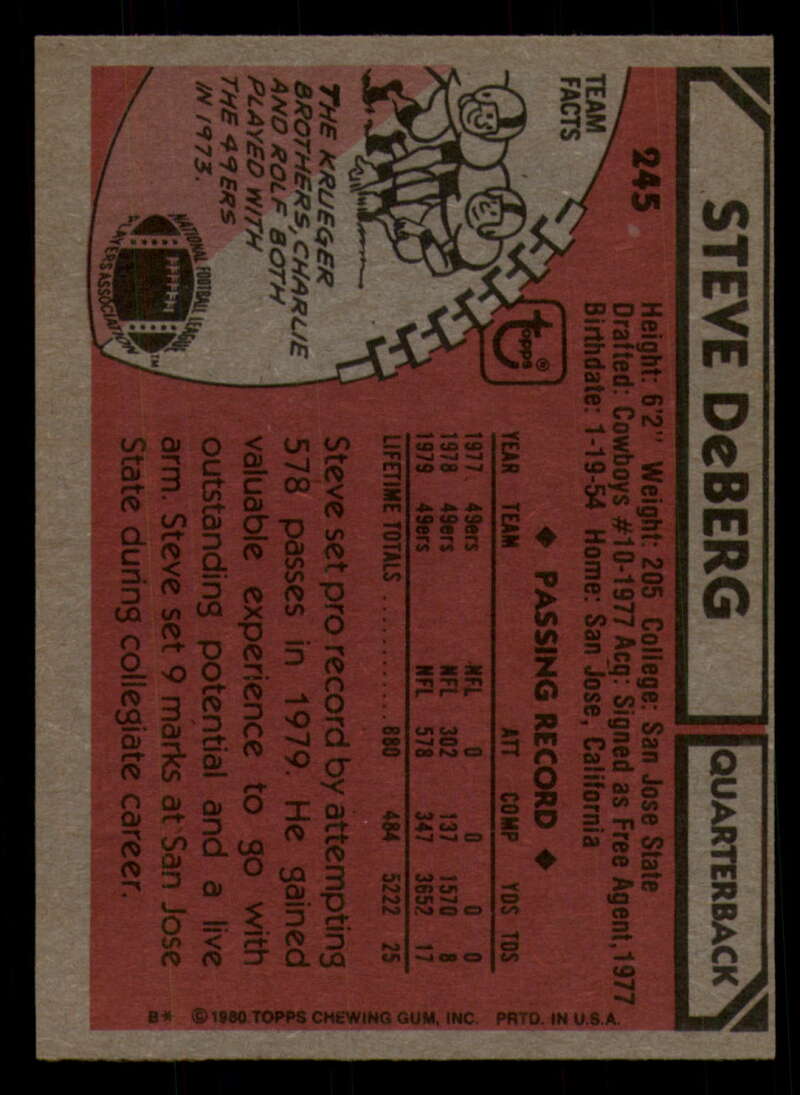 STEVE DeBERG
QUARTERBACK
245
Height: 6'2" Weight: 205 College: San Jose State
Drafted: Cowboys #10-1977 Acq: Signed as Free Agent, 1977
Birthdate: 1-19-54 Home: San Jose, California
TEAM
FACTS
THE KRUEGER
BROTHERS, CHARLIE
AND ROLF BOTH
PLAYED WITH
THE 49ERS
IN 1973.
NATIONAL FOOTBALL LEAGUE
PLAYERS ASSOCIATION
TM
topps®
◆ PASSING RECORD ◆
YEAR TEAM ATT COMP YDS TDS
1977 49ers NFL 0 0 0 0
1978 49ers NFL 302 137 1570 8
1979 49ers NFL 578 347 3652 17
LIFETIME TOTALS ........... 880 484 5222 25
Steve set pro record by attempting
578 passes in 1979. He gained
valuable experience to go with
outstanding potential and a live
arm. Steve set 9 marks at San Jose
State during collegiate career.
B* © 1980 TOPPS CHEWING GUM, INC. PRTD. IN U.S.A.